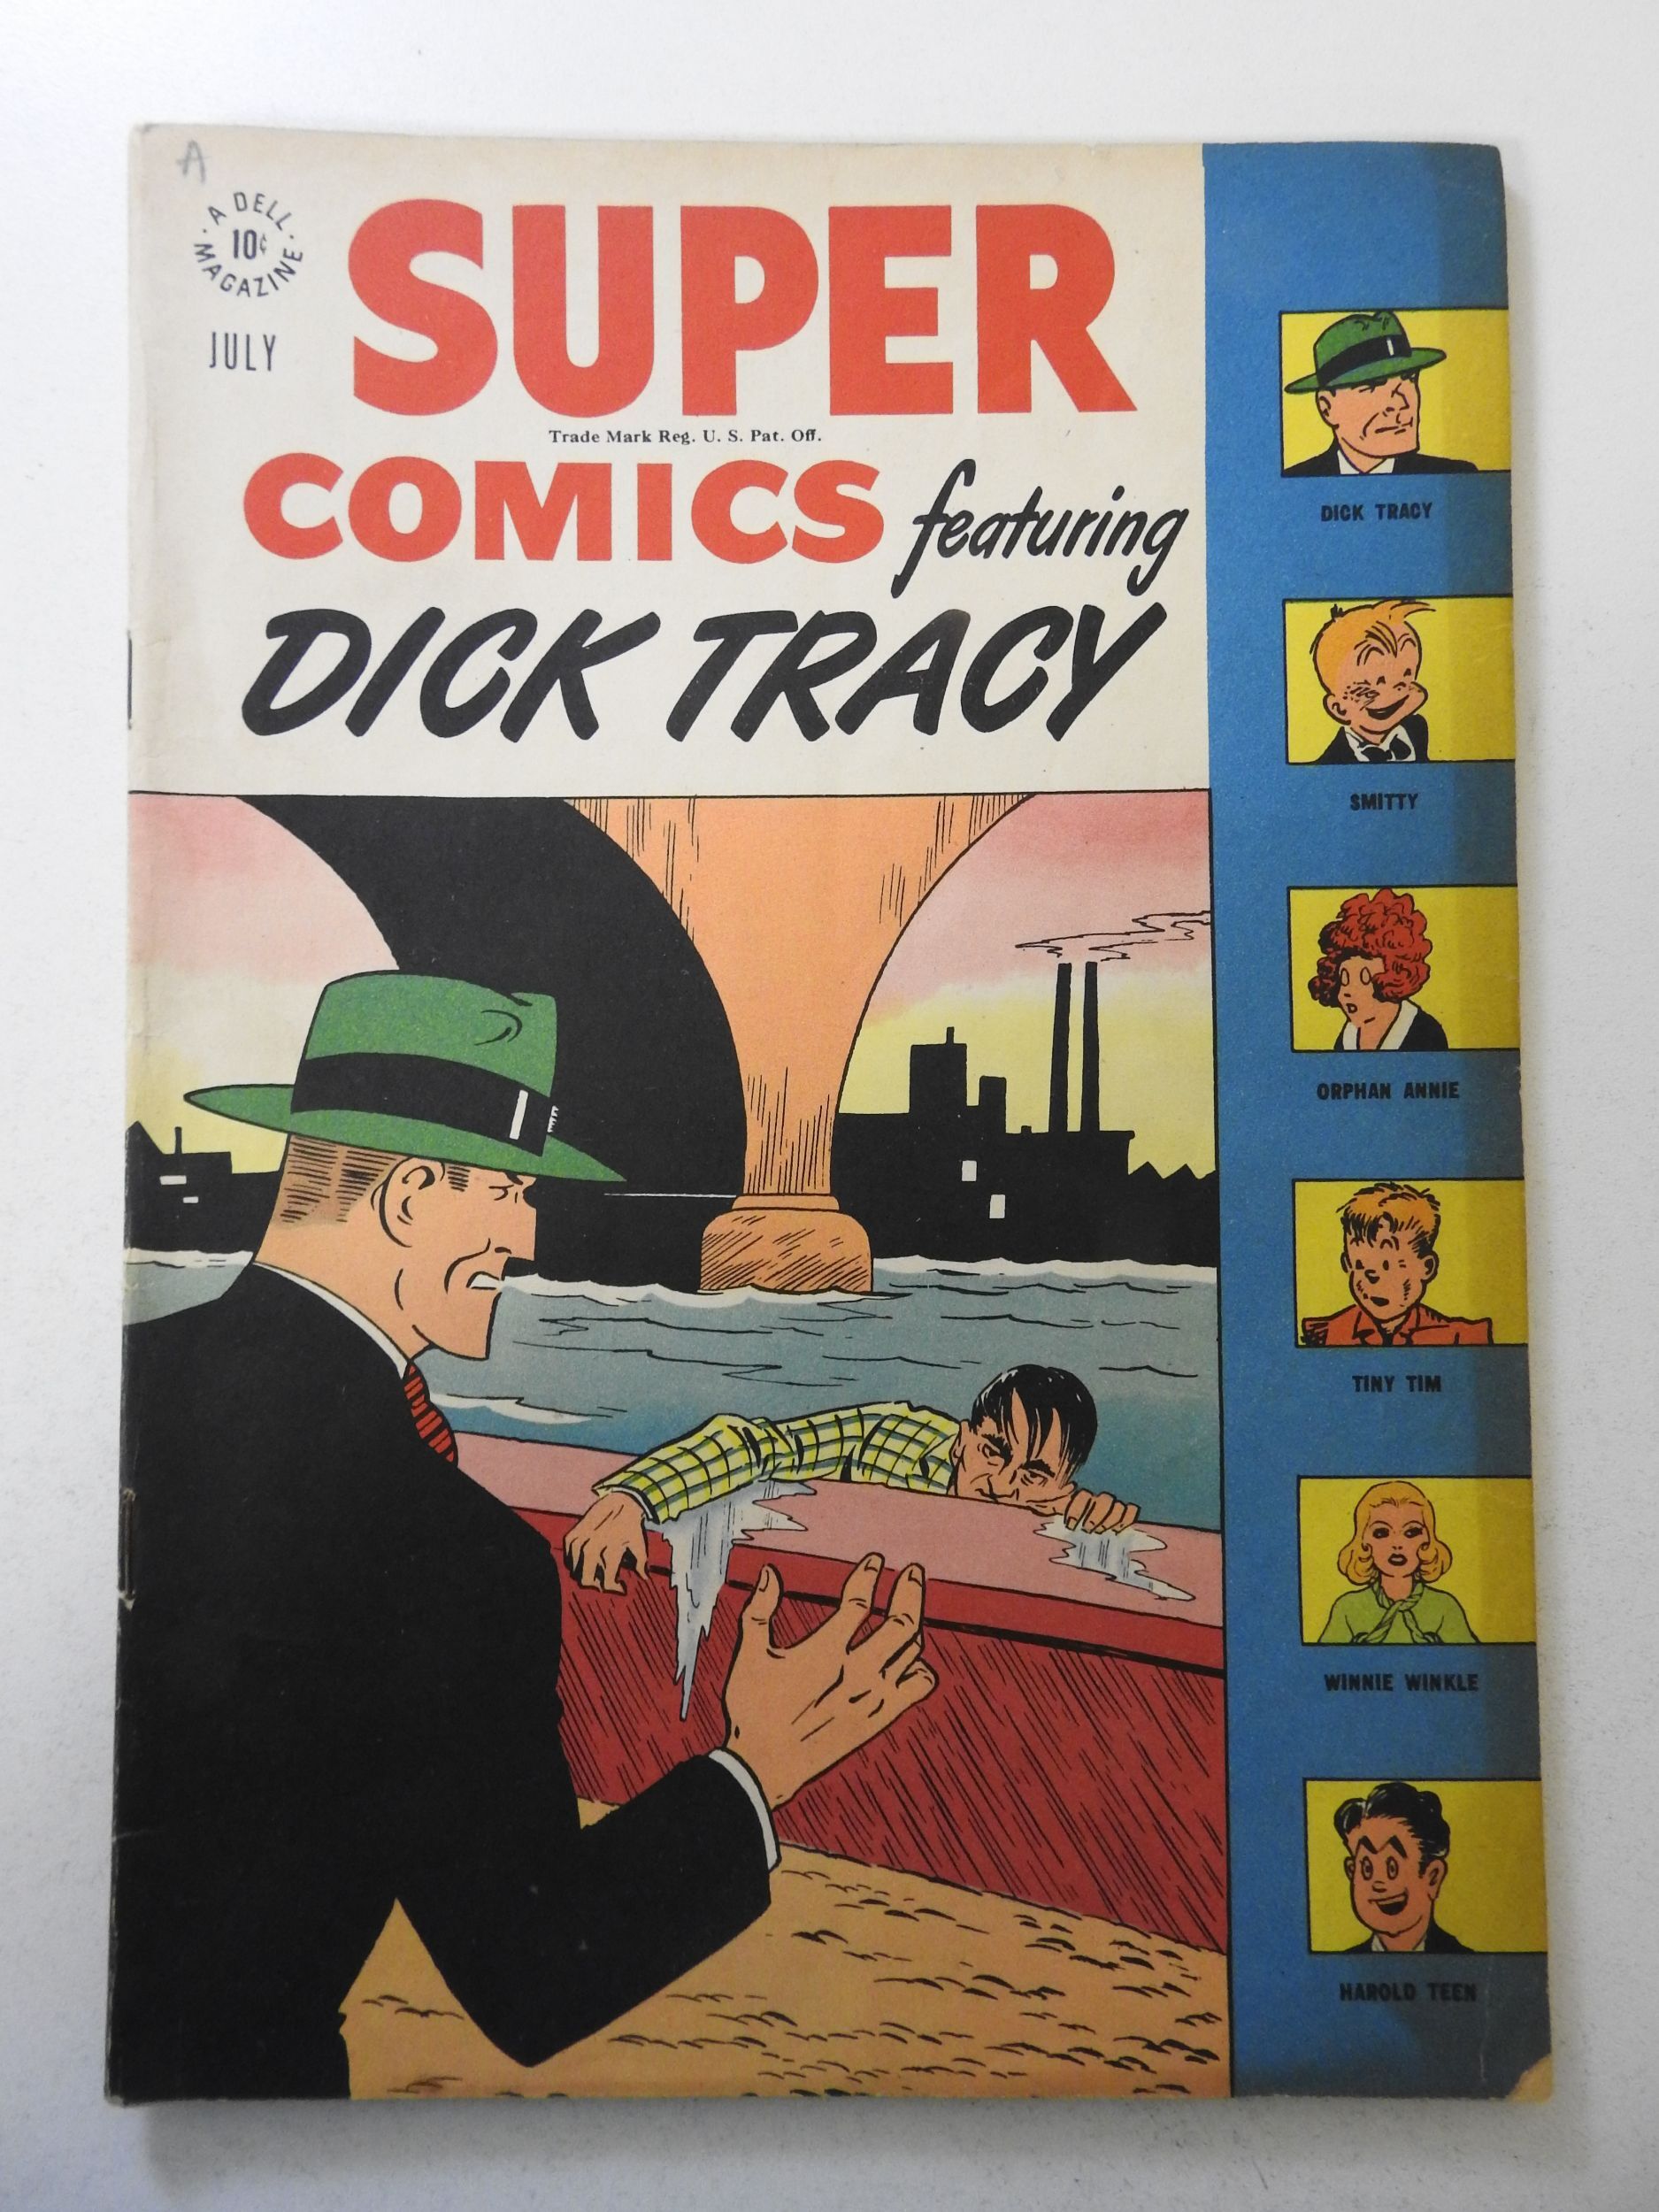 A
A DELL
10¢
MAGAZINE
JULY
SUPER
Trade Mark Reg. U. S. Pat. Off.
COMICS featuring
DICK TRACY
DICK TRACY
SMITTY
ORPHAN ANNIE
TINY TIM
WINNIE WINKLE
HAROLD TEEN